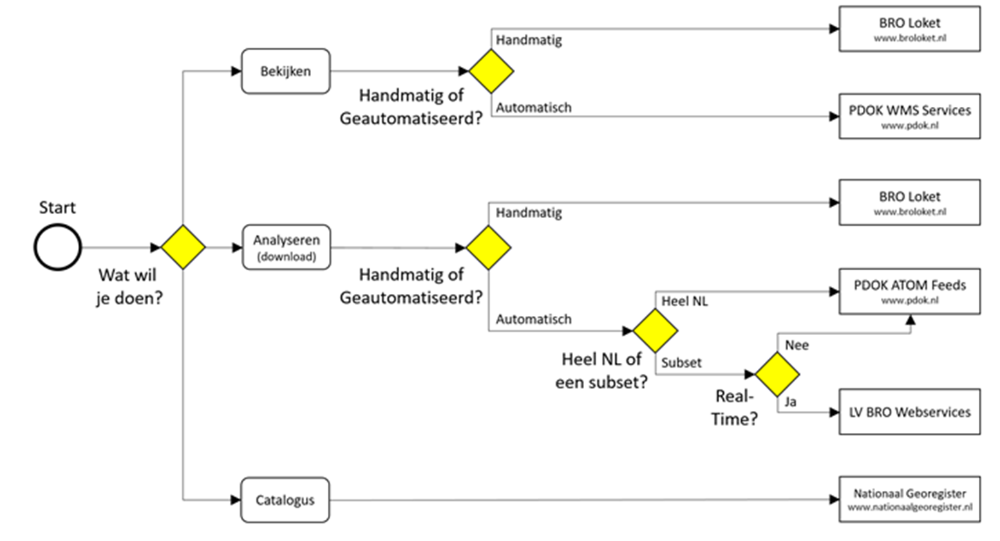 BRO Loket
www.broloket.nl
Handmatig
Bekijken
Handmatig of
Geautomatiseerd?
Automatisch
PDOK WMS Services
www.pdok.nl
Start
Wat wil
je doen?
BRO Loket
www.broloket.nl
Handmatig
Analyseren
(download)
Handmatig of
Geautomatiseerd?
Automatisch
PDOK ATOM Feeds
www.pdok.nl
Heel NL
Heel NL of
een subset?
Subset
Nee
Real-
Time?
Ja
LV BRO Webservices
Catalogus
Nationaal Georegister
www.nationaalgeoregister.nl